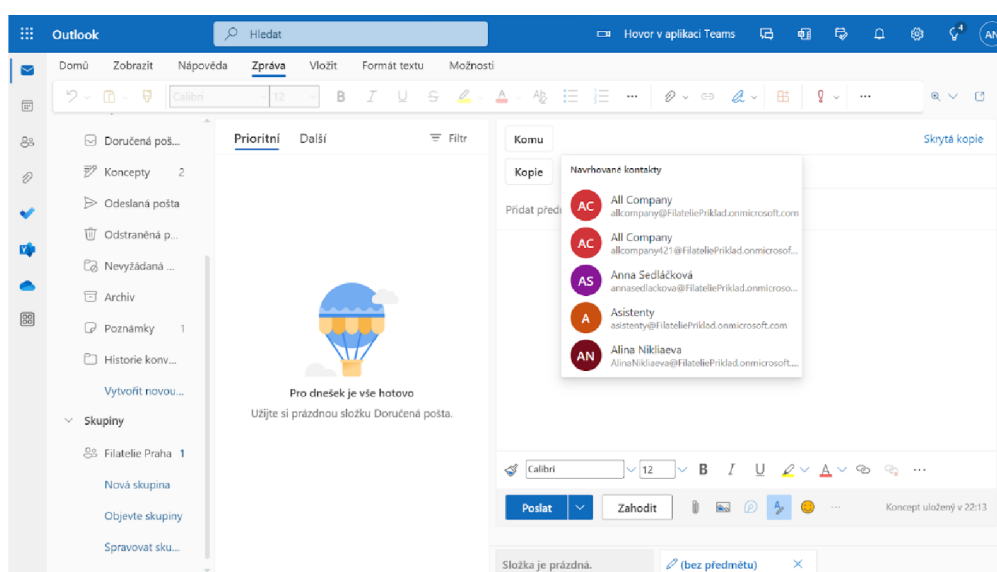 Outlook
Hledat
Hovor v aplikaci Teams
4
AN
Domů Zobrazit Nápověda Zpráva Vložit Formát textu Možnosti
Calibri 12 B I U S A
Doručená poš...
Koncepty 2
Odeslaná pošta
Odstraněná p...
Nevyžádaná ...
Archiv
Poznámky 1
Historie konv...
Vytvořit novou...
Skupiny
Filatelie Praha 1
Nová skupina
Objevte skupiny
Spravovat sku...
Prioritní Další Filtr
Pro dnešek je vše hotovo
Užijte si prázdnou složku Doručená pošta.
Komu Skrytá kopie
Kopie
Přidat před
Navrhované kontakty
AC All Company
allcompany@FilateliePriklad.onmicrosoft.com
AC All Company
allcompany421@FilateliePriklad.onmicrosof...
AS Anna Sedláčková
annasedlackova@FilateliePriklad.onmicroso...
A Asistenty
asistenty@FilateliePriklad.onmicrosoft.com
AN Alina Nikliaeva
AlinaNikliaeva@FilateliePriklad.onmicrosoft....
Calibri 12 B I U A
Poslat Zahodit Koncept uložený v 22:13
Složka je prázdná. (bez předmětu)